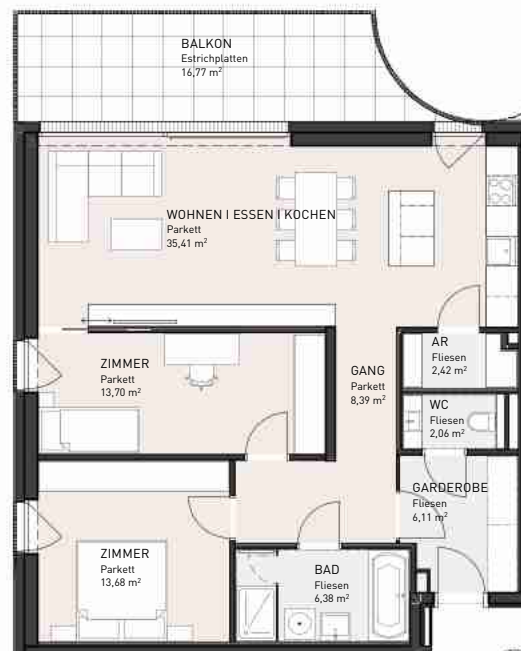 BALKON
Estrichplatten
16,77 m²
WOHNEN I ESSEN I KOCHEN
Parkett
35,41 m²
ZIMMER
Parkett
13,70 m²
GANG
Parkett
8,39 m²
AR
Fliesen
2,42 m²
WC
Fliesen
2,06 m²
GARDEROBE
Fliesen
6,11 m²
ZIMMER
Parkett
13,68 m²
BAD
Fliesen
6,38 m²